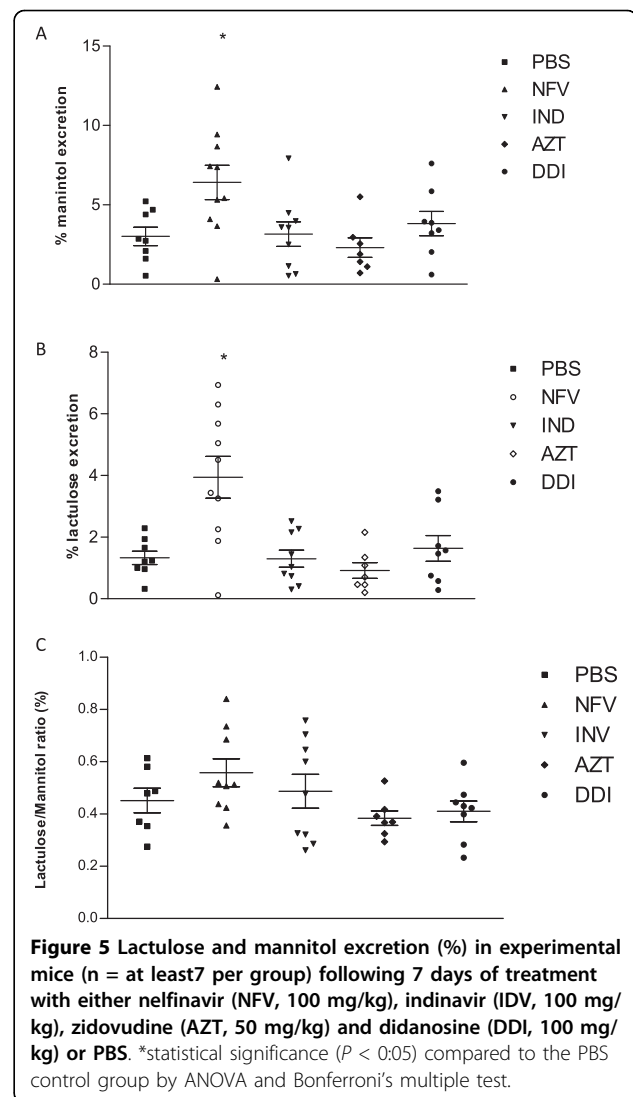 A
*
% manintol excretion
15
10
5
0
PBS
NFV
IND
AZT
DDI
B
*
% lactulose excretion
8
6
4
2
0
PBS
NFV
IND
AZT
DDI
C
Lactulose/Mannitol ratio (%)
1.0
0.8
0.6
0.4
0.2
0.0
PBS
NFV
INV
AZT
DDI
Figure 5 Lactulose and mannitol excretion (%) in experimental
mice (n = at least7 per group) following 7 days of treatment
with either nelfinavir (NFV, 100 mg/kg), indinavir (IDV, 100 mg/
kg), zidovudine (AZT, 50 mg/kg) and didanosine (DDI, 100 mg/
kg) or PBS. *statistical significance (P < 0:05) compared to the PBS
control group by ANOVA and Bonferroni's multiple test.